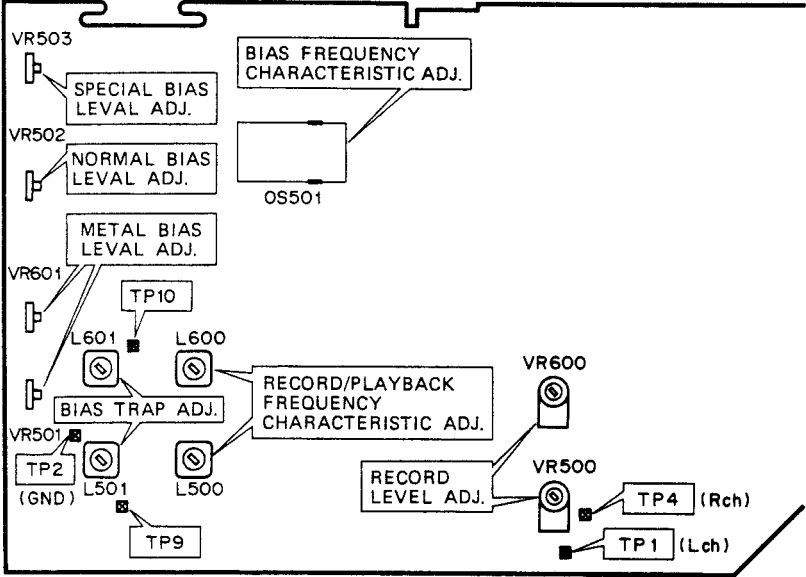 VR503
SPECIAL BIAS
LEVAL ADJ.
BIAS FREQUENCY
CHARACTERISTIC ADJ.
VR502
NORMAL BIAS
LEVAL ADJ.
OS501
METAL BIAS
LEVAL ADJ.
VR601
TP10
L601
L600
RECORD/PLAYBACK
FREQUENCY
CHARACTERISTIC ADJ.
VR600
BIAS TRAP ADJ.
VR501
TP2
(GND)
L501
L500
RECORD
LEVEL ADJ.
VR500
TP4 (Rch)
TP9
TP1 (Lch)